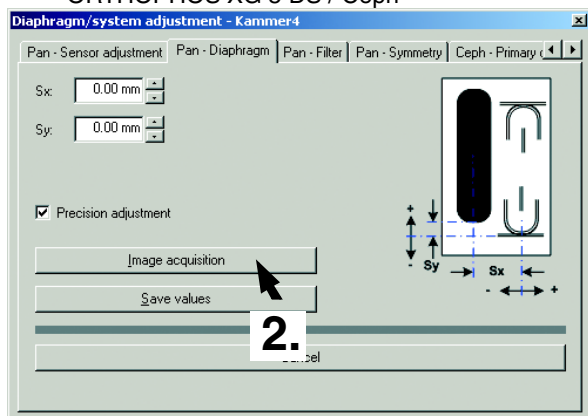 ORTHOPHOS XG 5 DS / Ceph
Diaphragm/system adjustment - Kammer4
Pan - Sensor adjustment Pan - Diaphragm Pan - Filter Pan - Symmetry Ceph - Primary
Sx: 0.00 mm
Sy: 0.00 mm
Precision adjustment
Image acquisition
Save values
2.
+
-
Sy
Sx
- +